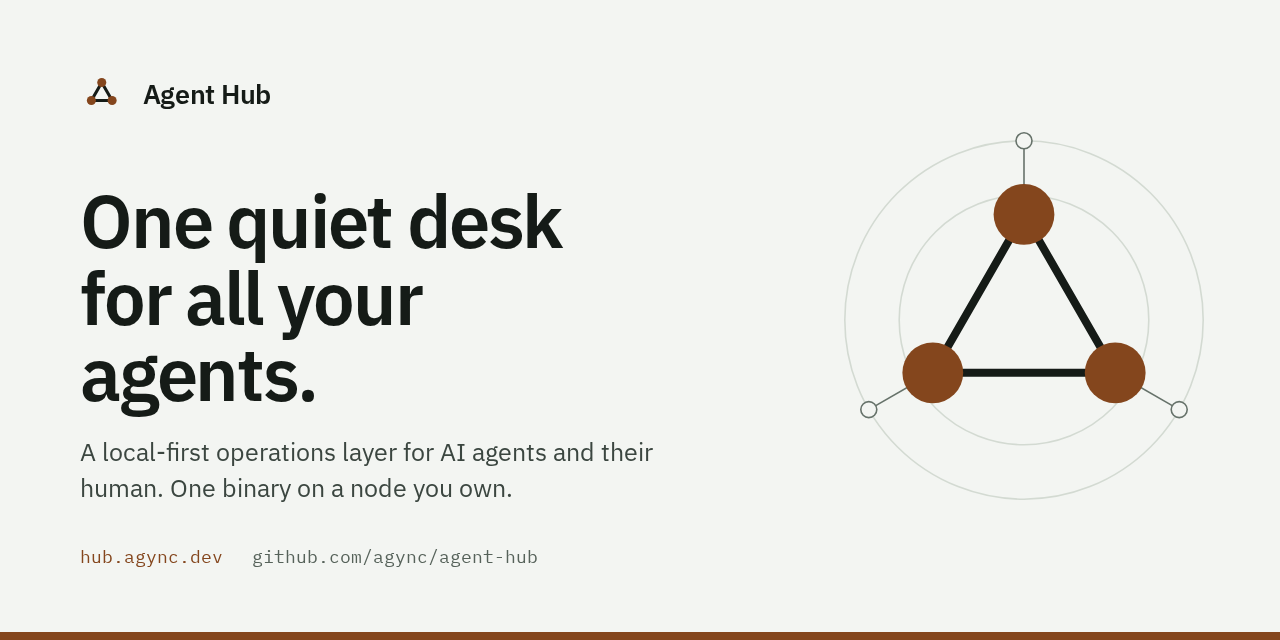 Agent Hub
One quiet desk
for all your
agents.
A local-first operations layer for AI agents and their
human. One binary on a node you own.
hub.agync.dev github.com/agync/agent-hub